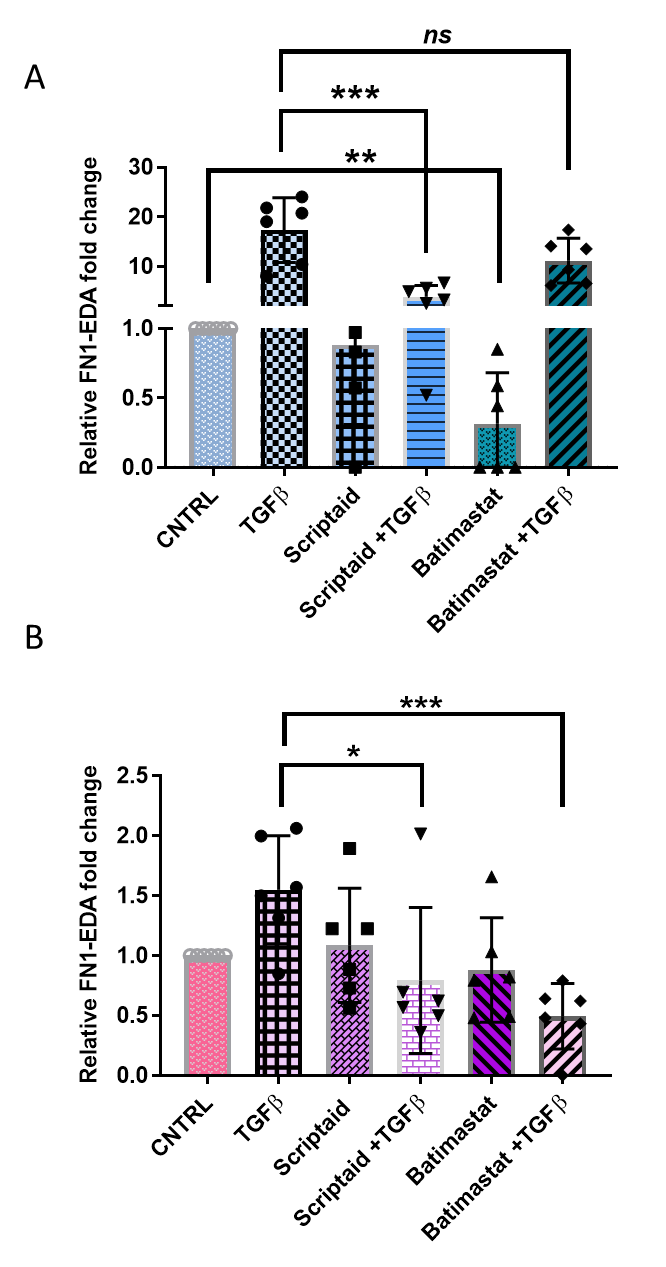 A
ns
***
**
Relative FN1-EDA fold change
30
20
10
1.0
0.5
0.0
CNTRL
TGFβ
Scriptaid
Scriptaid +TGFβ
Batimastat
Batimastat +TGFβ
B
***
*
Relative FN1-EDA fold change
2.5
2.0
1.5
1.0
0.5
0.0
CNTRL
TGFβ
Scriptaid
Scriptaid +TGFβ
Batimastat
Batimastat +TGFβ